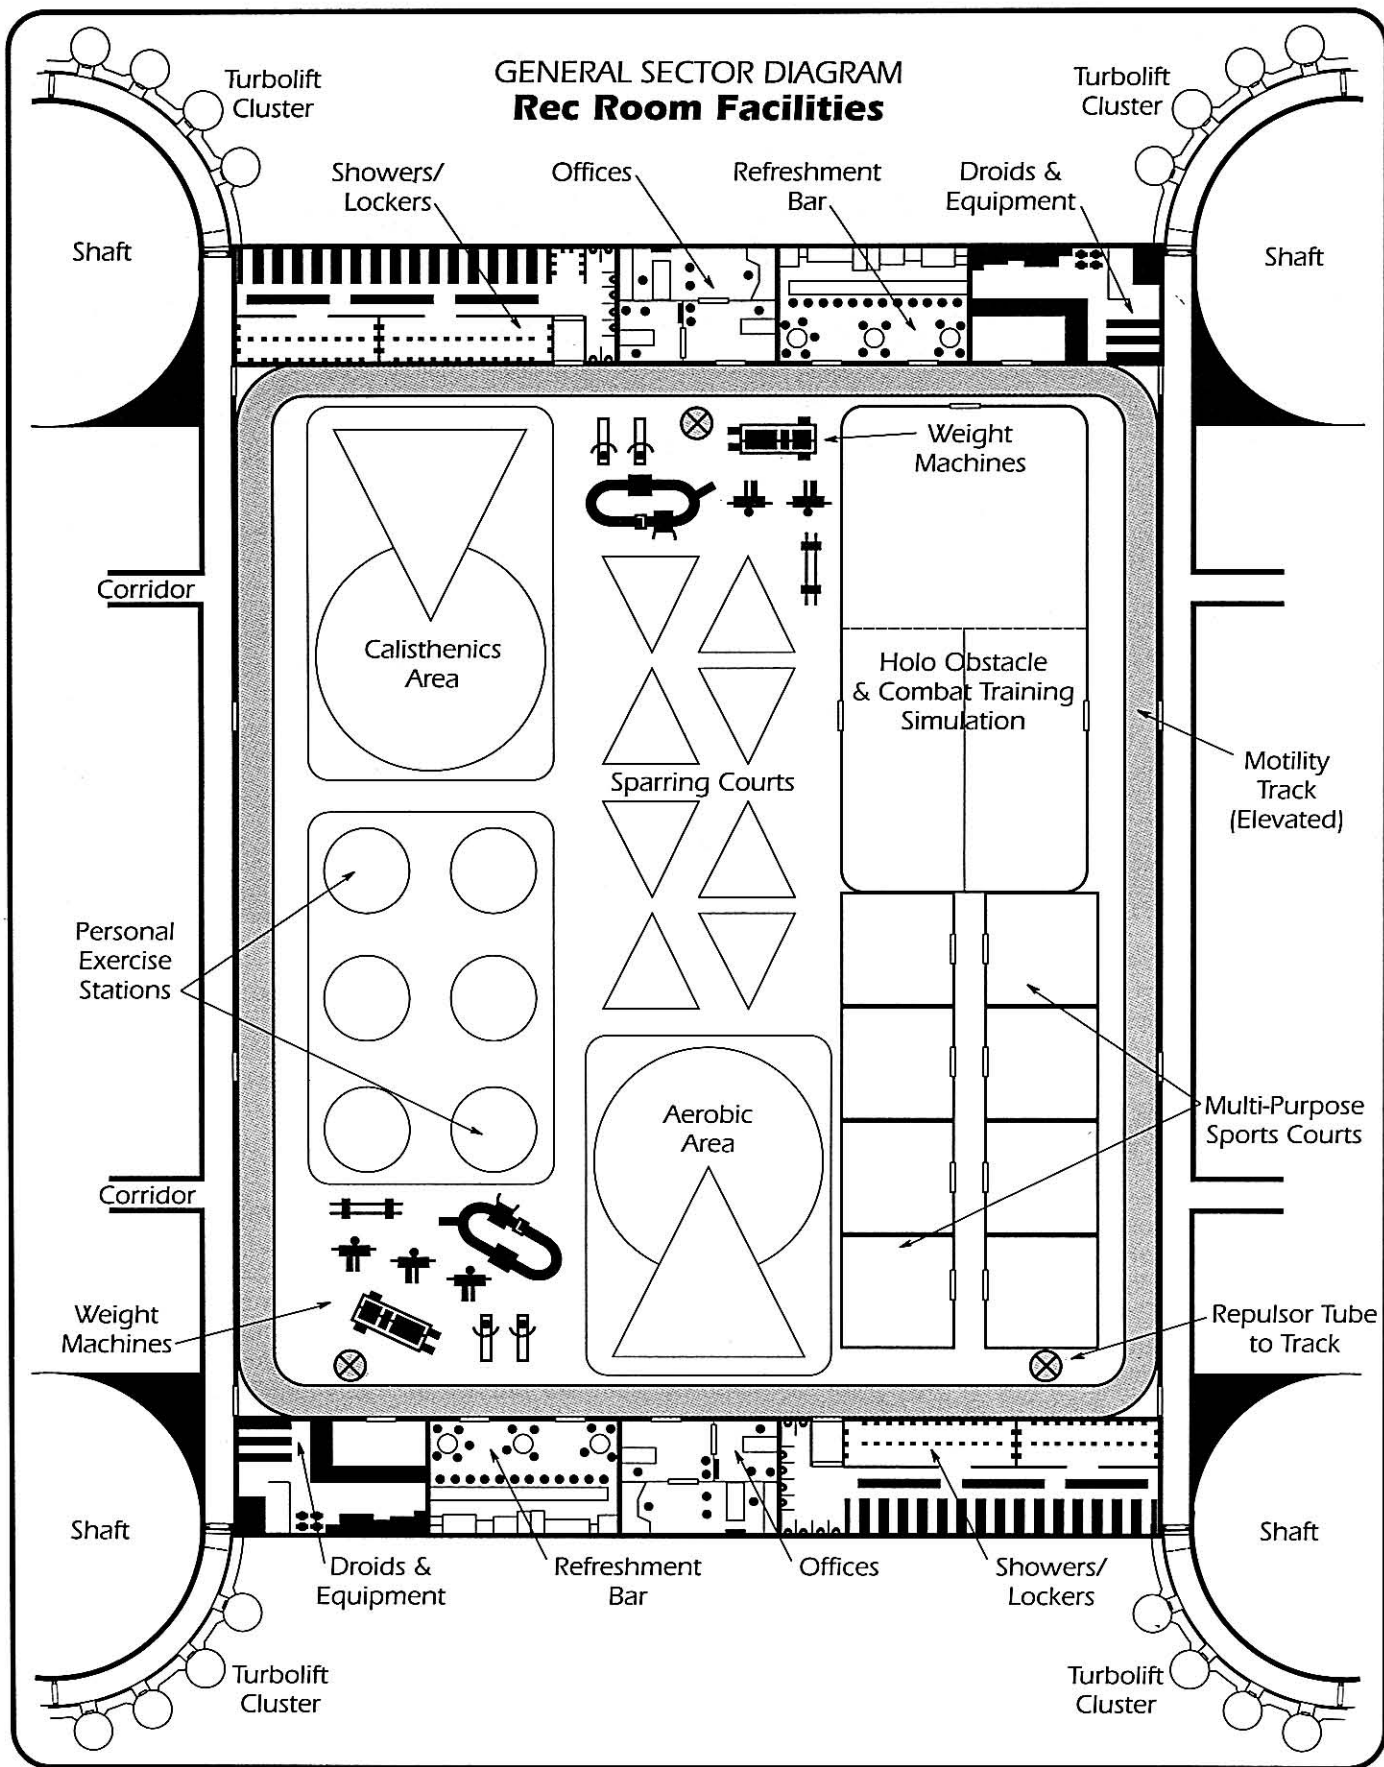 GENERAL SECTOR DIAGRAM
Rec Room Facilities
Turbolift
Cluster
Turbolift
Cluster
Showers/
Lockers
Offices
Refreshment
Bar
Droids &
Equipment
Shaft
Shaft
Weight
Machines
Corridor
Calisthenics
Area
Holo Obstacle
& Combat Training
Simulation
Sparring Courts
Motility
Track
(Elevated)
Personal
Exercise
Stations
Aerobic
Area
Multi-Purpose
Sports Courts
Corridor
Weight
Machines
Repulsor Tube
to Track
Shaft
Shaft
Droids &
Equipment
Refreshment
Bar
Offices
Showers/
Lockers
Turbolift
Cluster
Turbolift
Cluster